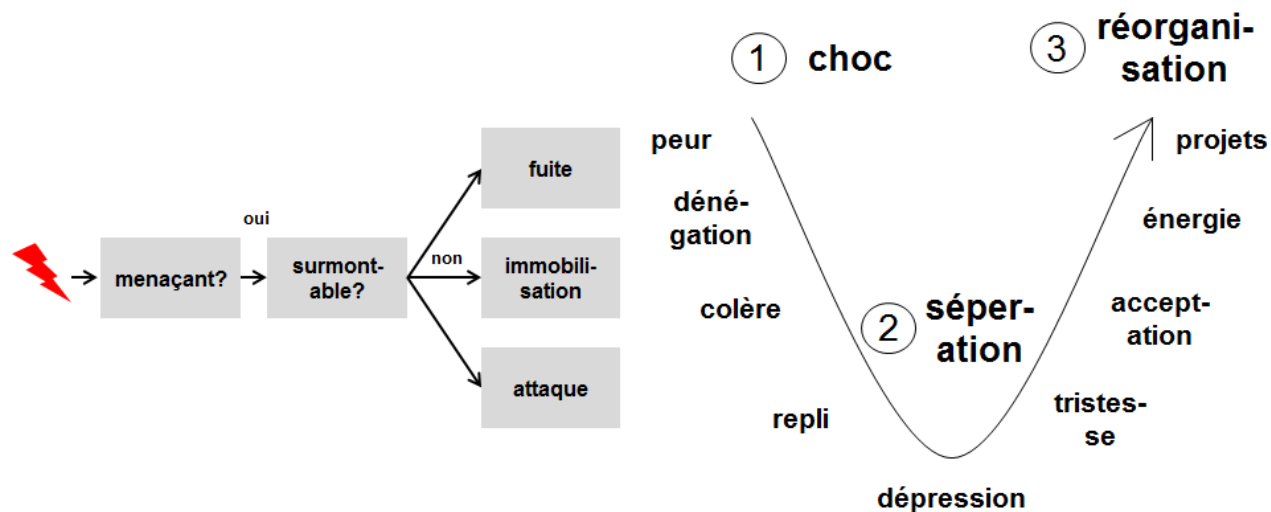 menaçant?
oui
surmont-
able?
non
fuite
immobili-
sation
attaque
1 choc
peur
déné-
gation
colère
repli
2 séper-
ation
dépression
tristes-
se
accept-
ation
énergie
projets
3 réorgani-
sation